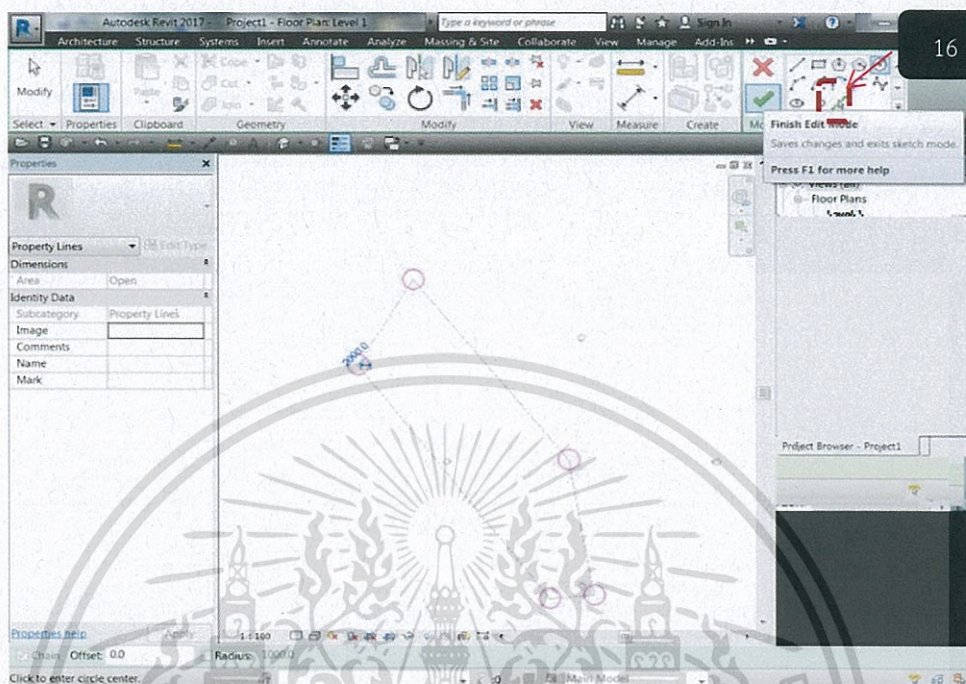 Autodesk Revit 2017 - Project1 - Floor Plan: Level 1
Type a keyword or phrase
Sign In
16
Architecture Structure Systems Insert Annotate Analyze Massing & Site Collaborate View Manage Add-Ins
Modify
Paste
Cope
Cut
Join
Select Properties Clipboard Geometry Modify View Measure Create
Finish Edit Mode
Saves changes and exits sketch mode.
Press F1 for more help
Properties
R
Views (all)
Floor Plans
Property Lines
Edit Type
Dimensions
Area Open
Identity Data
Subcategory Property Lines
Image
Comments
Name
Mark
2000.0
Project Browser - Project1
Properties help
Apply
1 : 100
Chain Offset: 0.0
Radius: 1000.0
Click to enter circle center.
:0
Main Model